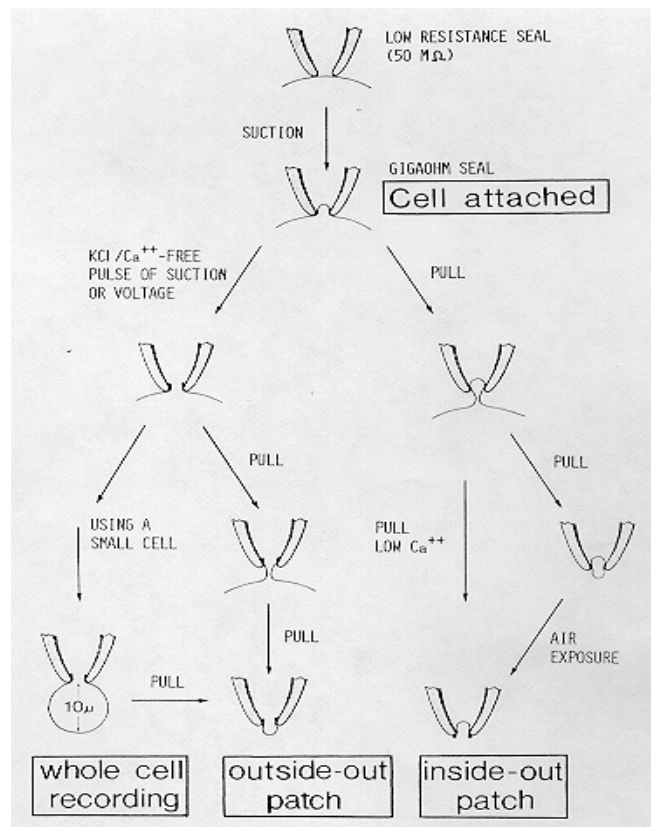 LOW RESISTANCE SEAL
(50 MΩ)
SUCTION
GIGAOHM SEAL
Cell attached
KCl/Ca⁺⁺-FREE
PULSE OF SUCTION
OR VOLTAGE
PULL
PULL
PULL
USING A
SMALL CELL
PULL
LOW Ca⁺⁺
PULL
AIR
EXPOSURE
10μ
PULL
whole cell
recording
outside-out
patch
inside-out
patch